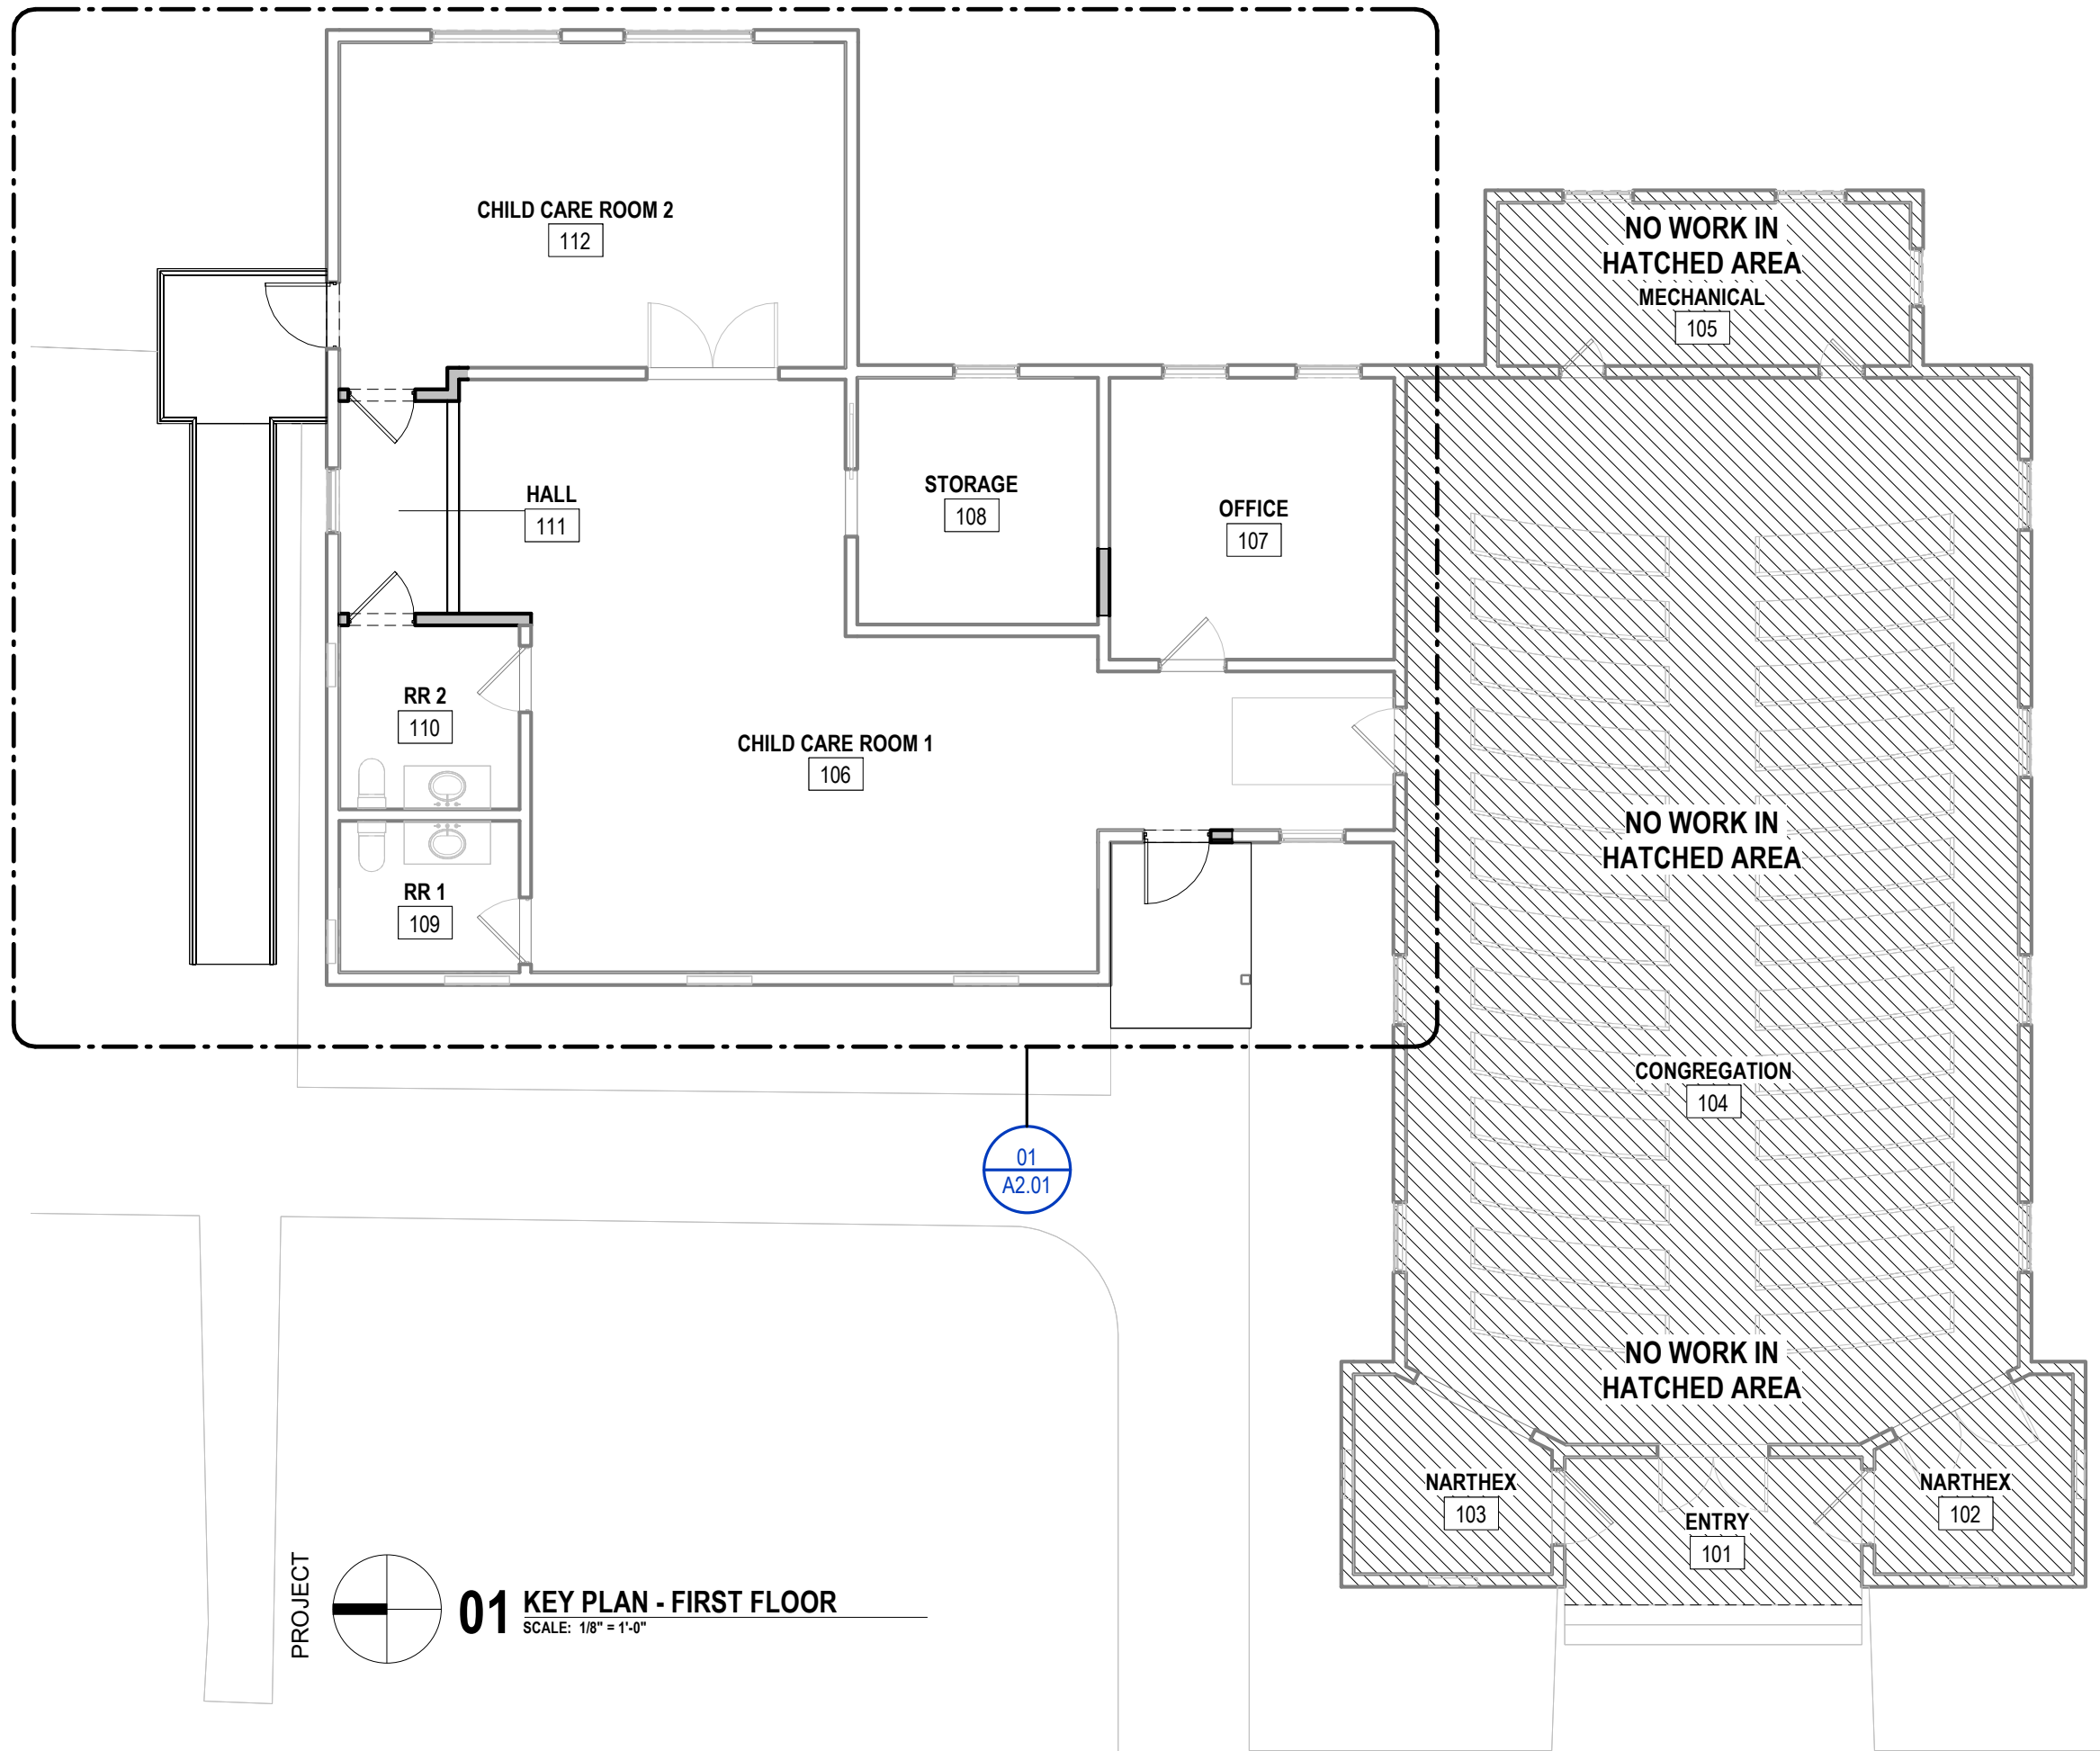 CHILD CARE ROOM 2
112
NO WORK IN
HATCHED AREA
MECHANICAL
105
HALL
111
STORAGE
108
OFFICE
107
RR 2
110
CHILD CARE ROOM 1
106
NO WORK IN
HATCHED AREA
RR 1
109
CONGREGATION
104
01
A2.01
NO WORK IN
HATCHED AREA
NARTHEX
103
NARTHEX
102
ENTRY
101
PROJECT
01 KEY PLAN - FIRST FLOOR
SCALE: 1/8" = 1'-0"